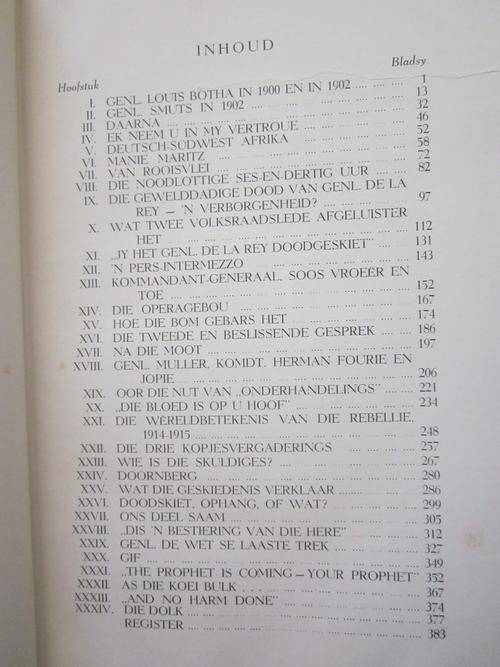 INHOUD
Hoofstuk Bladsy
I. GENL. LOUIS BOTHA IN 1900 EN IN 1902 .... .... .... 1
II. GENL. SMUTS IN 1902 .... .... .... .... .... .... .... 13
III. DAARNA .... .... .... .... .... .... .... .... 32
IV. EK NEEM U IN MY VERTROUE .... .... .... .... 46
V. DEUTSCH-SÜDWEST AFRIKA .... .... .... .... .... 52
VI. MANIE MARITZ .... .... .... .... .... .... .... 58
VII. VAN ROOISVLEI .... .... .... .... .... .... .... 72
VIII. DIE NOODLOTTIGE SES-EN-DERTIG UUR .... .... 82
IX. DIE GEWELDDADIGE DOOD VAN GENL. DE LA
REY — 'N VERBORGENHEID? .... .... .... .... 97
X. WAT TWEE VOLKSRAADSLEDE AFGELUISTER
HET .... .... .... .... .... .... .... .... 112
XI. „JY HET GENL. DE LA REY DOODGESKIET" .... .... 131
XII. 'N PERS-INTERMEZZO .... .... .... .... .... .... 143
XIII. KOMMANDANT-GENERAAL, SOOS VROEËR EN
TOE .... .... .... .... .... .... .... .... 152
XIV. DIE OPERAGEBOU .... .... .... .... .... .... 167
XV. HOE DIE BOM GEBARS HET .... .... .... .... 174
XVI. DIE TWEEDE EN BESLISSENDE GESPREK .... .... 186
XVII. NA DIE MOOT .... .... .... .... .... .... .... 197
XVIII. GENL. MULLER, KOMDT. HERMAN FOURIE EN
JOPIE .... .... .... .... .... .... .... .... 206
XIX. OOR DIE NUT VAN „ONDERHANDELINGS" .... .... 221
XX. „DIE BLOED IS OP U HOOF" .... .... .... .... 234
XXI. DIE WÊRELDBETEKENIS VAN DIE REBELLIE,
1914-1915 .... .... .... .... .... .... .... 248
XXII. DIE DRIE KOPJESVERGADERINGS .... .... .... 257
XXIII. WIE IS DIE SKULDIGES? .... .... .... .... .... 267
XXIV. DOORNBERG .... .... .... .... .... .... .... 280
XXV. WAT DIE GESKIEDENIS VERKLAAR .... .... .... 286
XXVI. DOODSKIET, OPHANG, OF WAT? .... .... .... .... 299
XXVII. ONS DEEL SAAM .... .... .... .... .... .... 305
XXVIII. „DIS 'N BESTIERING VAN DIE HERE" .... .... .... 312
XXIX. GENL. DE WET SE LAASTE TREK .... .... .... 327
XXX. GIF .... .... .... .... .... .... .... .... 349
XXXI. „THE PROPHET IS COMING — YOUR PROPHET" 352
XXXII. AS DIE KOEI BULK . . . .... .... .... .... .... 367
XXXIII. „AND NO HARM DONE" .... .... .... .... .... 374
XXXIV. DIE DOLK .... .... .... .... .... .... .... 377
REGISTER .... .... .... .... .... .... .... 383